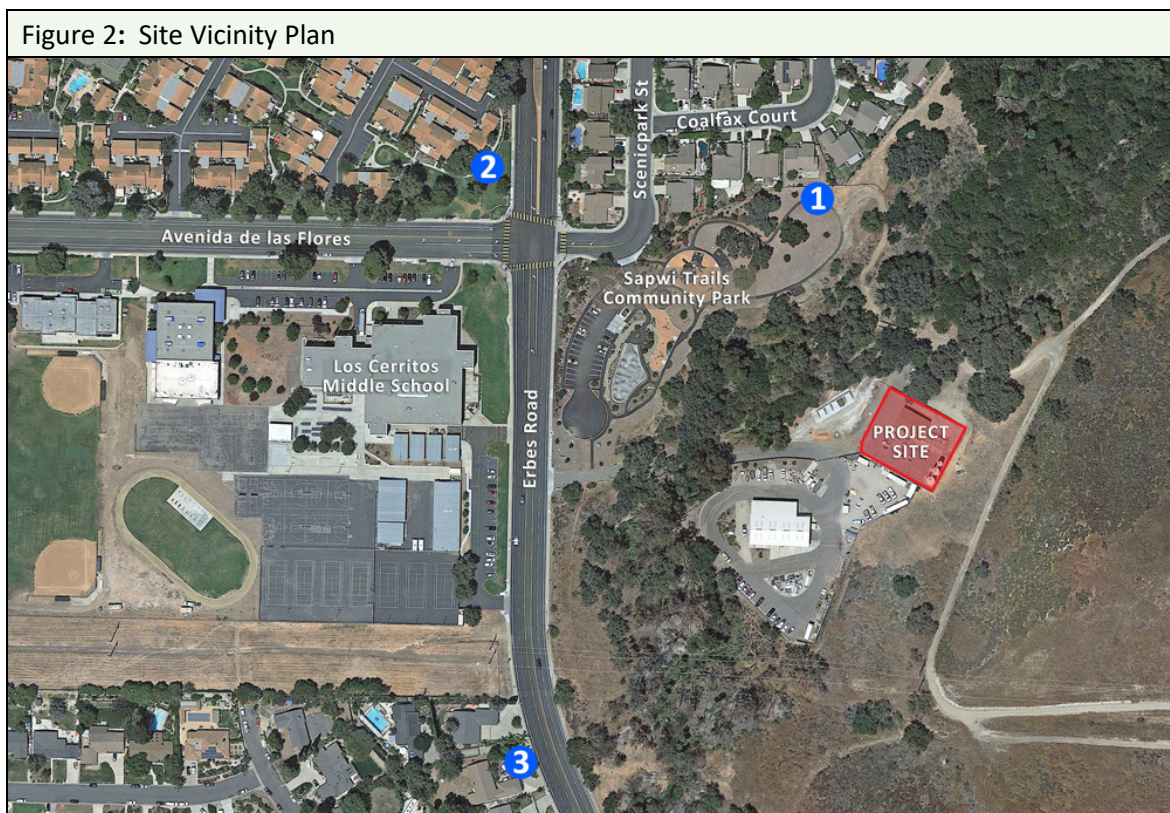 Figure 2: Site Vicinity Plan
Coalfax Court
Scenicpark St
2
1
Avenida de las Flores
Sapwi Trails
Community Park
Los Cerritos
Middle School
Erbes Road
PROJECT
SITE
3